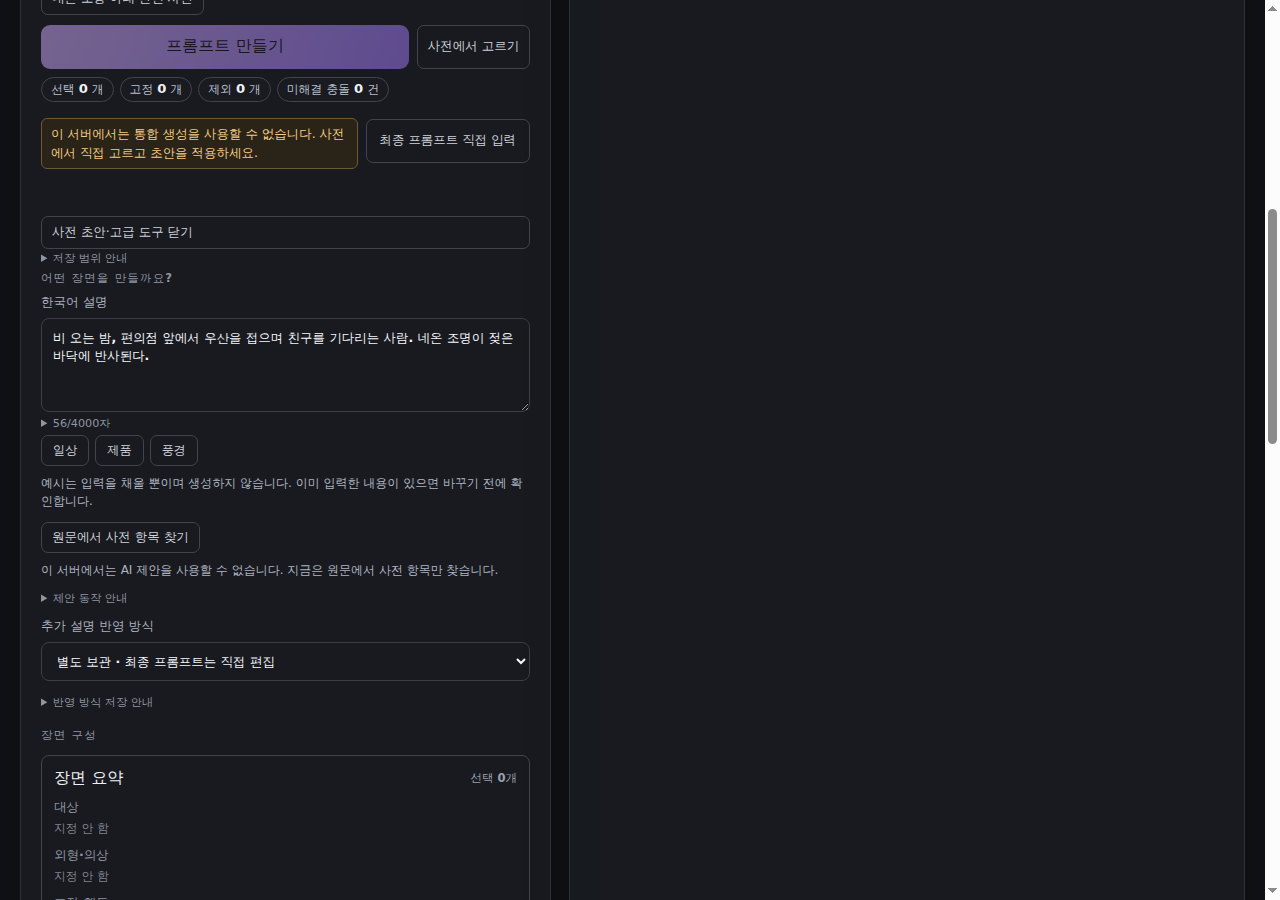 프롬프트 만들기
사전에서 고르기
선택 0 개
고정 0 개
제외 0 개
미해결 충돌 0 건
이 서버에서는 통합 생성을 사용할 수 없습니다. 사전
에서 직접 고르고 초안을 적용하세요.
최종 프롬프트 직접 입력
사전 초안·고급 도구 닫기
▶ 저장 범위 안내
어떤 장면을 만들까요?
한국어 설명
비 오는 밤, 편의점 앞에서 우산을 접으며 친구를 기다리는 사람. 네온 조명이 젖은
바닥에 반사된다.
▶ 56/4000자
일상
제품
풍경
예시는 입력을 채울 뿐이며 생성하지 않습니다. 이미 입력한 내용이 있으면 바꾸기 전에 확
인합니다.
원문에서 사전 항목 찾기
이 서버에서는 AI 제안을 사용할 수 없습니다. 지금은 원문에서 사전 항목만 찾습니다.
▶ 제안 동작 안내
추가 설명 반영 방식
별도 보관 · 최종 프롬프트는 직접 편집
▶ 반영 방식 저장 안내
장면 구성
장면 요약
선택 0개
대상
지정 안 함
외형·의상
지정 안 함